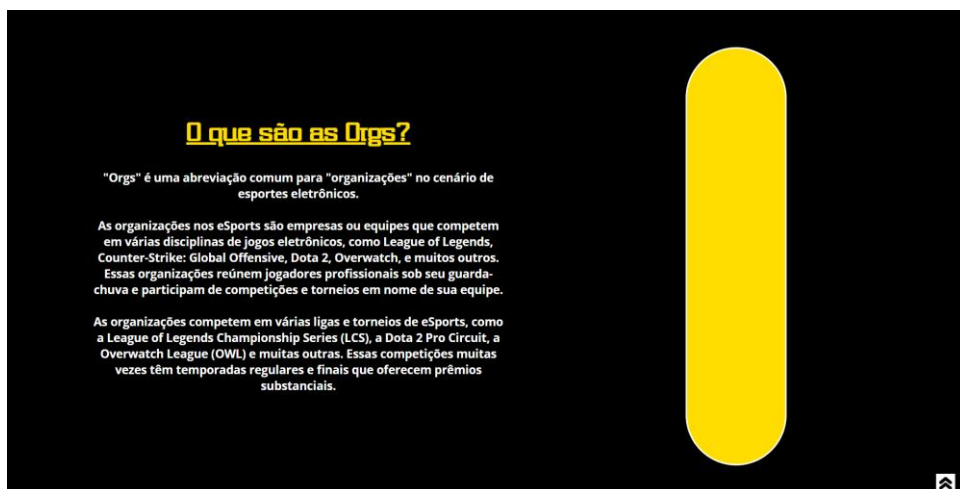 O que são as Orgs?
"Orgs" é uma abreviação comum para "organizações" no cenário de
esportes eletrônicos.
As organizações nos eSports são empresas ou equipes que competem
em várias disciplinas de jogos eletrônicos, como League of Legends,
Counter-Strike: Global Offensive, Dota 2, Overwatch, e muitos outros.
Essas organizações reúnem jogadores profissionais sob seu guarda-
chuva e participam de competições e torneios em nome de sua equipe.
As organizações competem em várias ligas e torneios de eSports, como
a League of Legends Championship Series (LCS), a Dota 2 Pro Circuit, a
Overwatch League (OWL) e muitas outras. Essas competições muitas
vezes têm temporadas regulares e finais que oferecem prêmios
substanciais.